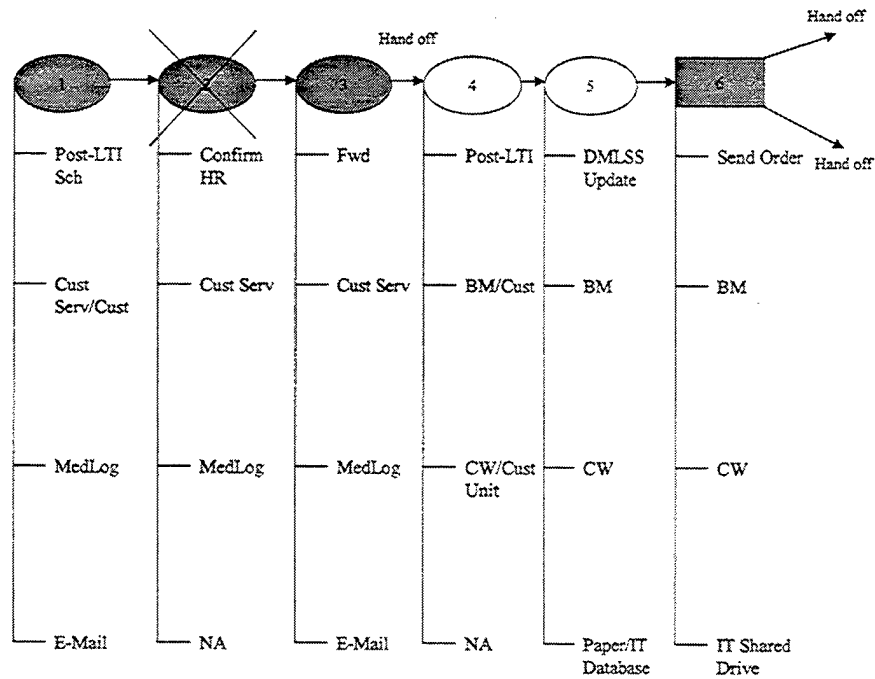 Hand off
Hand off
1
2
3
4
5
6
Hand off
Post-LTI
Sch
Confirm
HR
Fwd
Post-LTI
DMLSS
Update
Send Order
Cust
Serv/Cust
Cust Serv
Cust Serv
BM/Cust
BM
BM
MedLog
MedLog
MedLog
CW/Cust
Unit
CW
CW
E-Mail
NA
E-Mail
NA
Paper/IT
Database
IT Shared
Drive